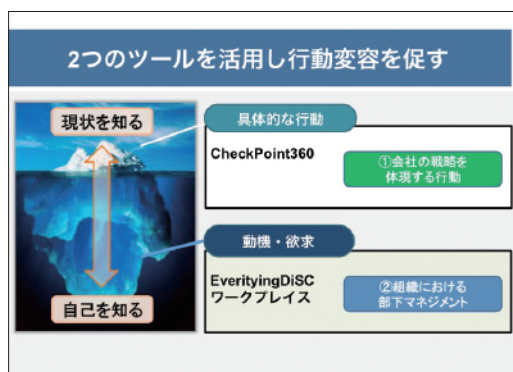 2つのツールを活用し行動変容を促す
現状を知る
具体的な行動
CheckPoint360
①会社の戦略を
体現する行動
動機・欲求
EverityingDiSC
ワークプレイス
②組織における
部下マネジメント
自己を知る